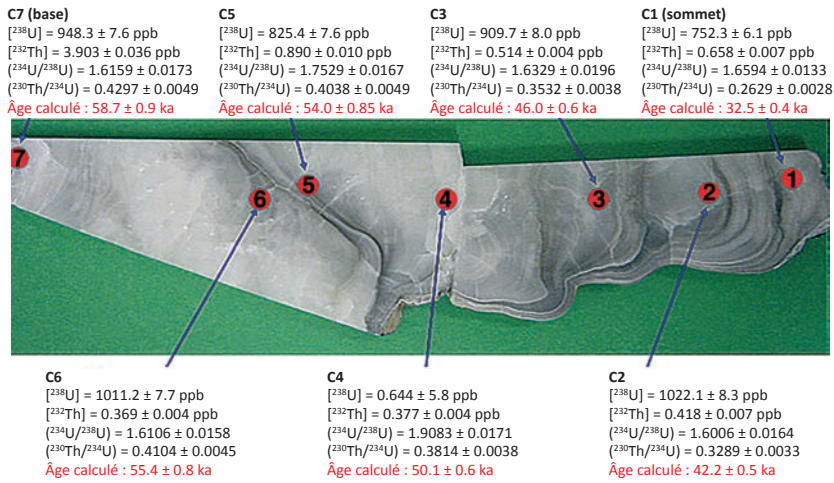 C7 (base)
[²³⁸U] = 948.3 ± 7.6 ppb
[²³²Th] = 3.903 ± 0.036 ppb
(²³⁴U/²³⁸U) = 1.6159 ± 0.0173
(²³⁰Th/²³⁴U) = 0.4297 ± 0.0049
Âge calculé : 58.7 ± 0.9 ka
C5
[²³⁸U] = 825.4 ± 7.6 ppb
[²³²Th] = 0.890 ± 0.010 ppb
(²³⁴U/²³⁸U) = 1.7529 ± 0.0167
(²³⁰Th/²³⁴U) = 0.4038 ± 0.0049
Âge calculé : 54.0 ± 0.85 ka
C3
[²³⁸U] = 909.7 ± 8.0 ppb
[²³²Th] = 0.514 ± 0.004 ppb
(²³⁴U/²³⁸U) = 1.6329 ± 0.0196
(²³⁰Th/²³⁴U) = 0.3532 ± 0.0038
Âge calculé : 46.0 ± 0.6 ka
C1 (sommet)
[²³⁸U] = 752.3 ± 6.1 ppb
[²³²Th] = 0.658 ± 0.007 ppb
(²³⁴U/²³⁸U) = 1.6594 ± 0.0133
(²³⁰Th/²³⁴U) = 0.2629 ± 0.0028
Âge calculé : 32.5 ± 0.4 ka
7
6
5
4
3
2
1
C6
[²³⁸U] = 1011.2 ± 7.7 ppb
[²³²Th] = 0.369 ± 0.004 ppb
(²³⁴U/²³⁸U) = 1.6106 ± 0.0158
(²³⁰Th/²³⁴U) = 0.4104 ± 0.0045
Âge calculé : 55.4 ± 0.8 ka
C4
[²³⁸U] = 0.644 ± 5.8 ppb
[²³²Th] = 0.377 ± 0.004 ppb
(²³⁴U/²³⁸U) = 1.9083 ± 0.0171
(²³⁰Th/²³⁴U) = 0.3814 ± 0.0038
Âge calculé : 50.1 ± 0.6 ka
C2
[²³⁸U] = 1022.1 ± 8.3 ppb
[²³²Th] = 0.418 ± 0.007 ppb
(²³⁴U/²³⁸U) = 1.6006 ± 0.0164
(²³⁰Th/²³⁴U) = 0.3289 ± 0.0033
Âge calculé : 42.2 ± 0.5 ka